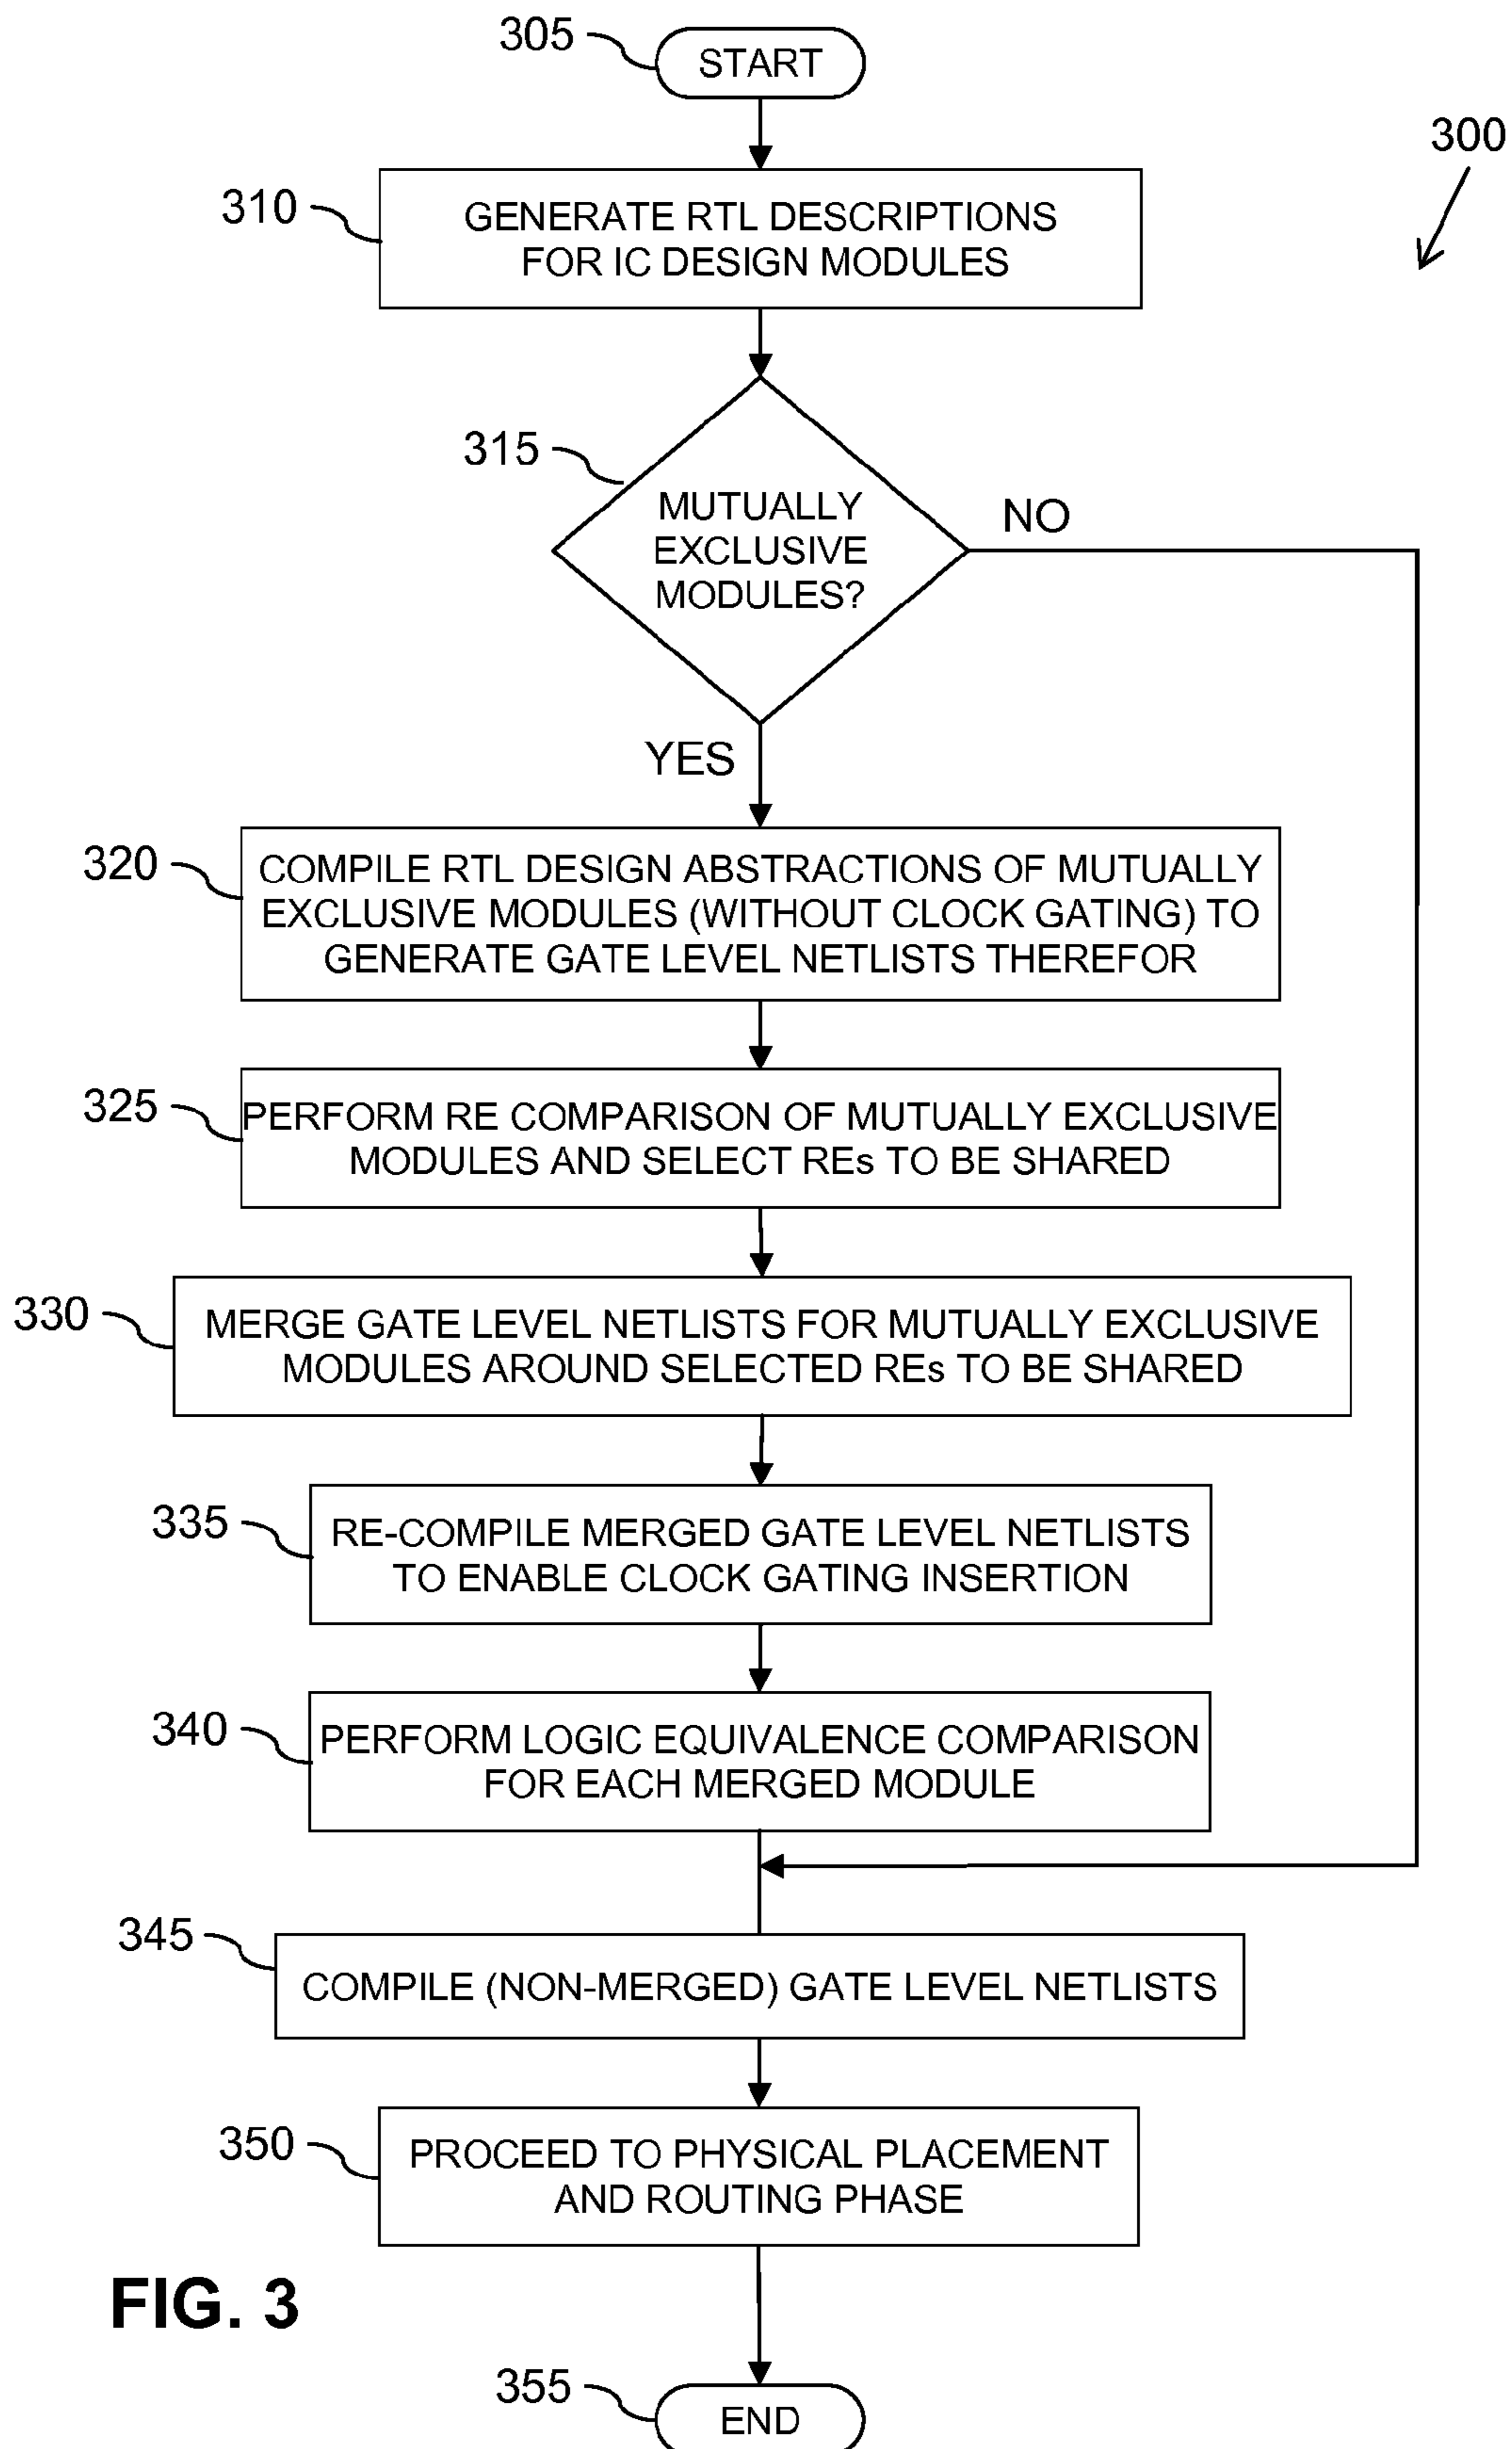 305
START
300
310
GENERATE RTL DESCRIPTIONS
FOR IC DESIGN MODULES
315
MUTUALLY
EXCLUSIVE
MODULES?
NO
YES
320
COMPILE RTL DESIGN ABSTRACTIONS OF MUTUALLY
EXCLUSIVE MODULES (WITHOUT CLOCK GATING) TO
GENERATE GATE LEVEL NETLISTS THEREFOR
325
PERFORM RE COMPARISON OF MUTUALLY EXCLUSIVE
MODULES AND SELECT REs TO BE SHARED
330
MERGE GATE LEVEL NETLISTS FOR MUTUALLY EXCLUSIVE
MODULES AROUND SELECTED REs TO BE SHARED
335
RE-COMPILE MERGED GATE LEVEL NETLISTS
TO ENABLE CLOCK GATING INSERTION
340
PERFORM LOGIC EQUIVALENCE COMPARISON
FOR EACH MERGED MODULE
345
COMPILE (NON-MERGED) GATE LEVEL NETLISTS
350
PROCEED TO PHYSICAL PLACEMENT
AND ROUTING PHASE
FIG. 3
355
END